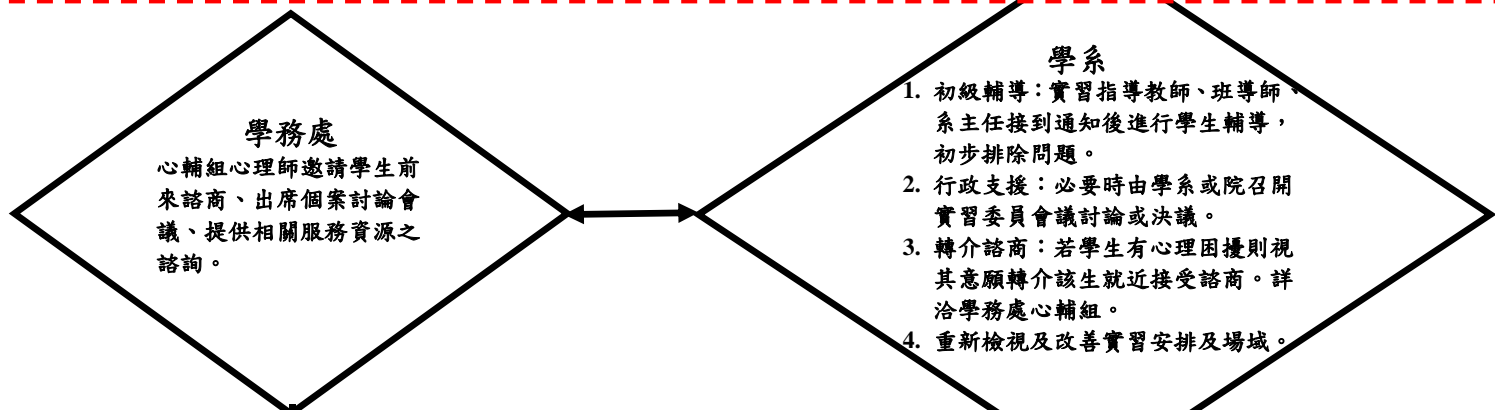 學務處
心輔組心理師邀請學生前
來諮商、出席個案討論會
議、提供相關服務資源之
諮詢。
學系
1. 初級輔導：實習指導教師、班導師、
系主任接到通知後進行學生輔導，
初步排除問題。
2. 行政支援：必要時由學系或院召開
實習委員會議討論或決議。
3. 轉介諮商：若學生有心理困擾則視
其意願轉介該生就近接受諮商。詳
洽學務處心輔組。
4. 重新檢視及改善實習安排及場域。